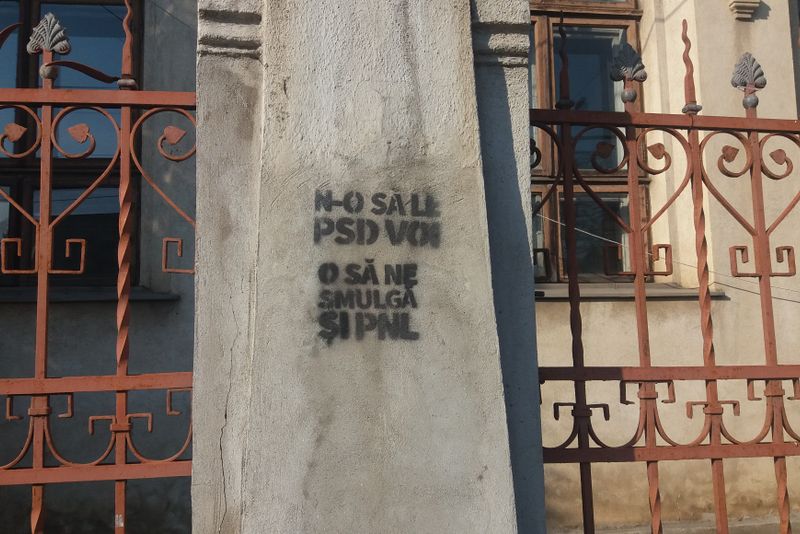 N-O SĂ LE
PSD VOI
O SĂ NE
SMULGĂ
ȘI PNL